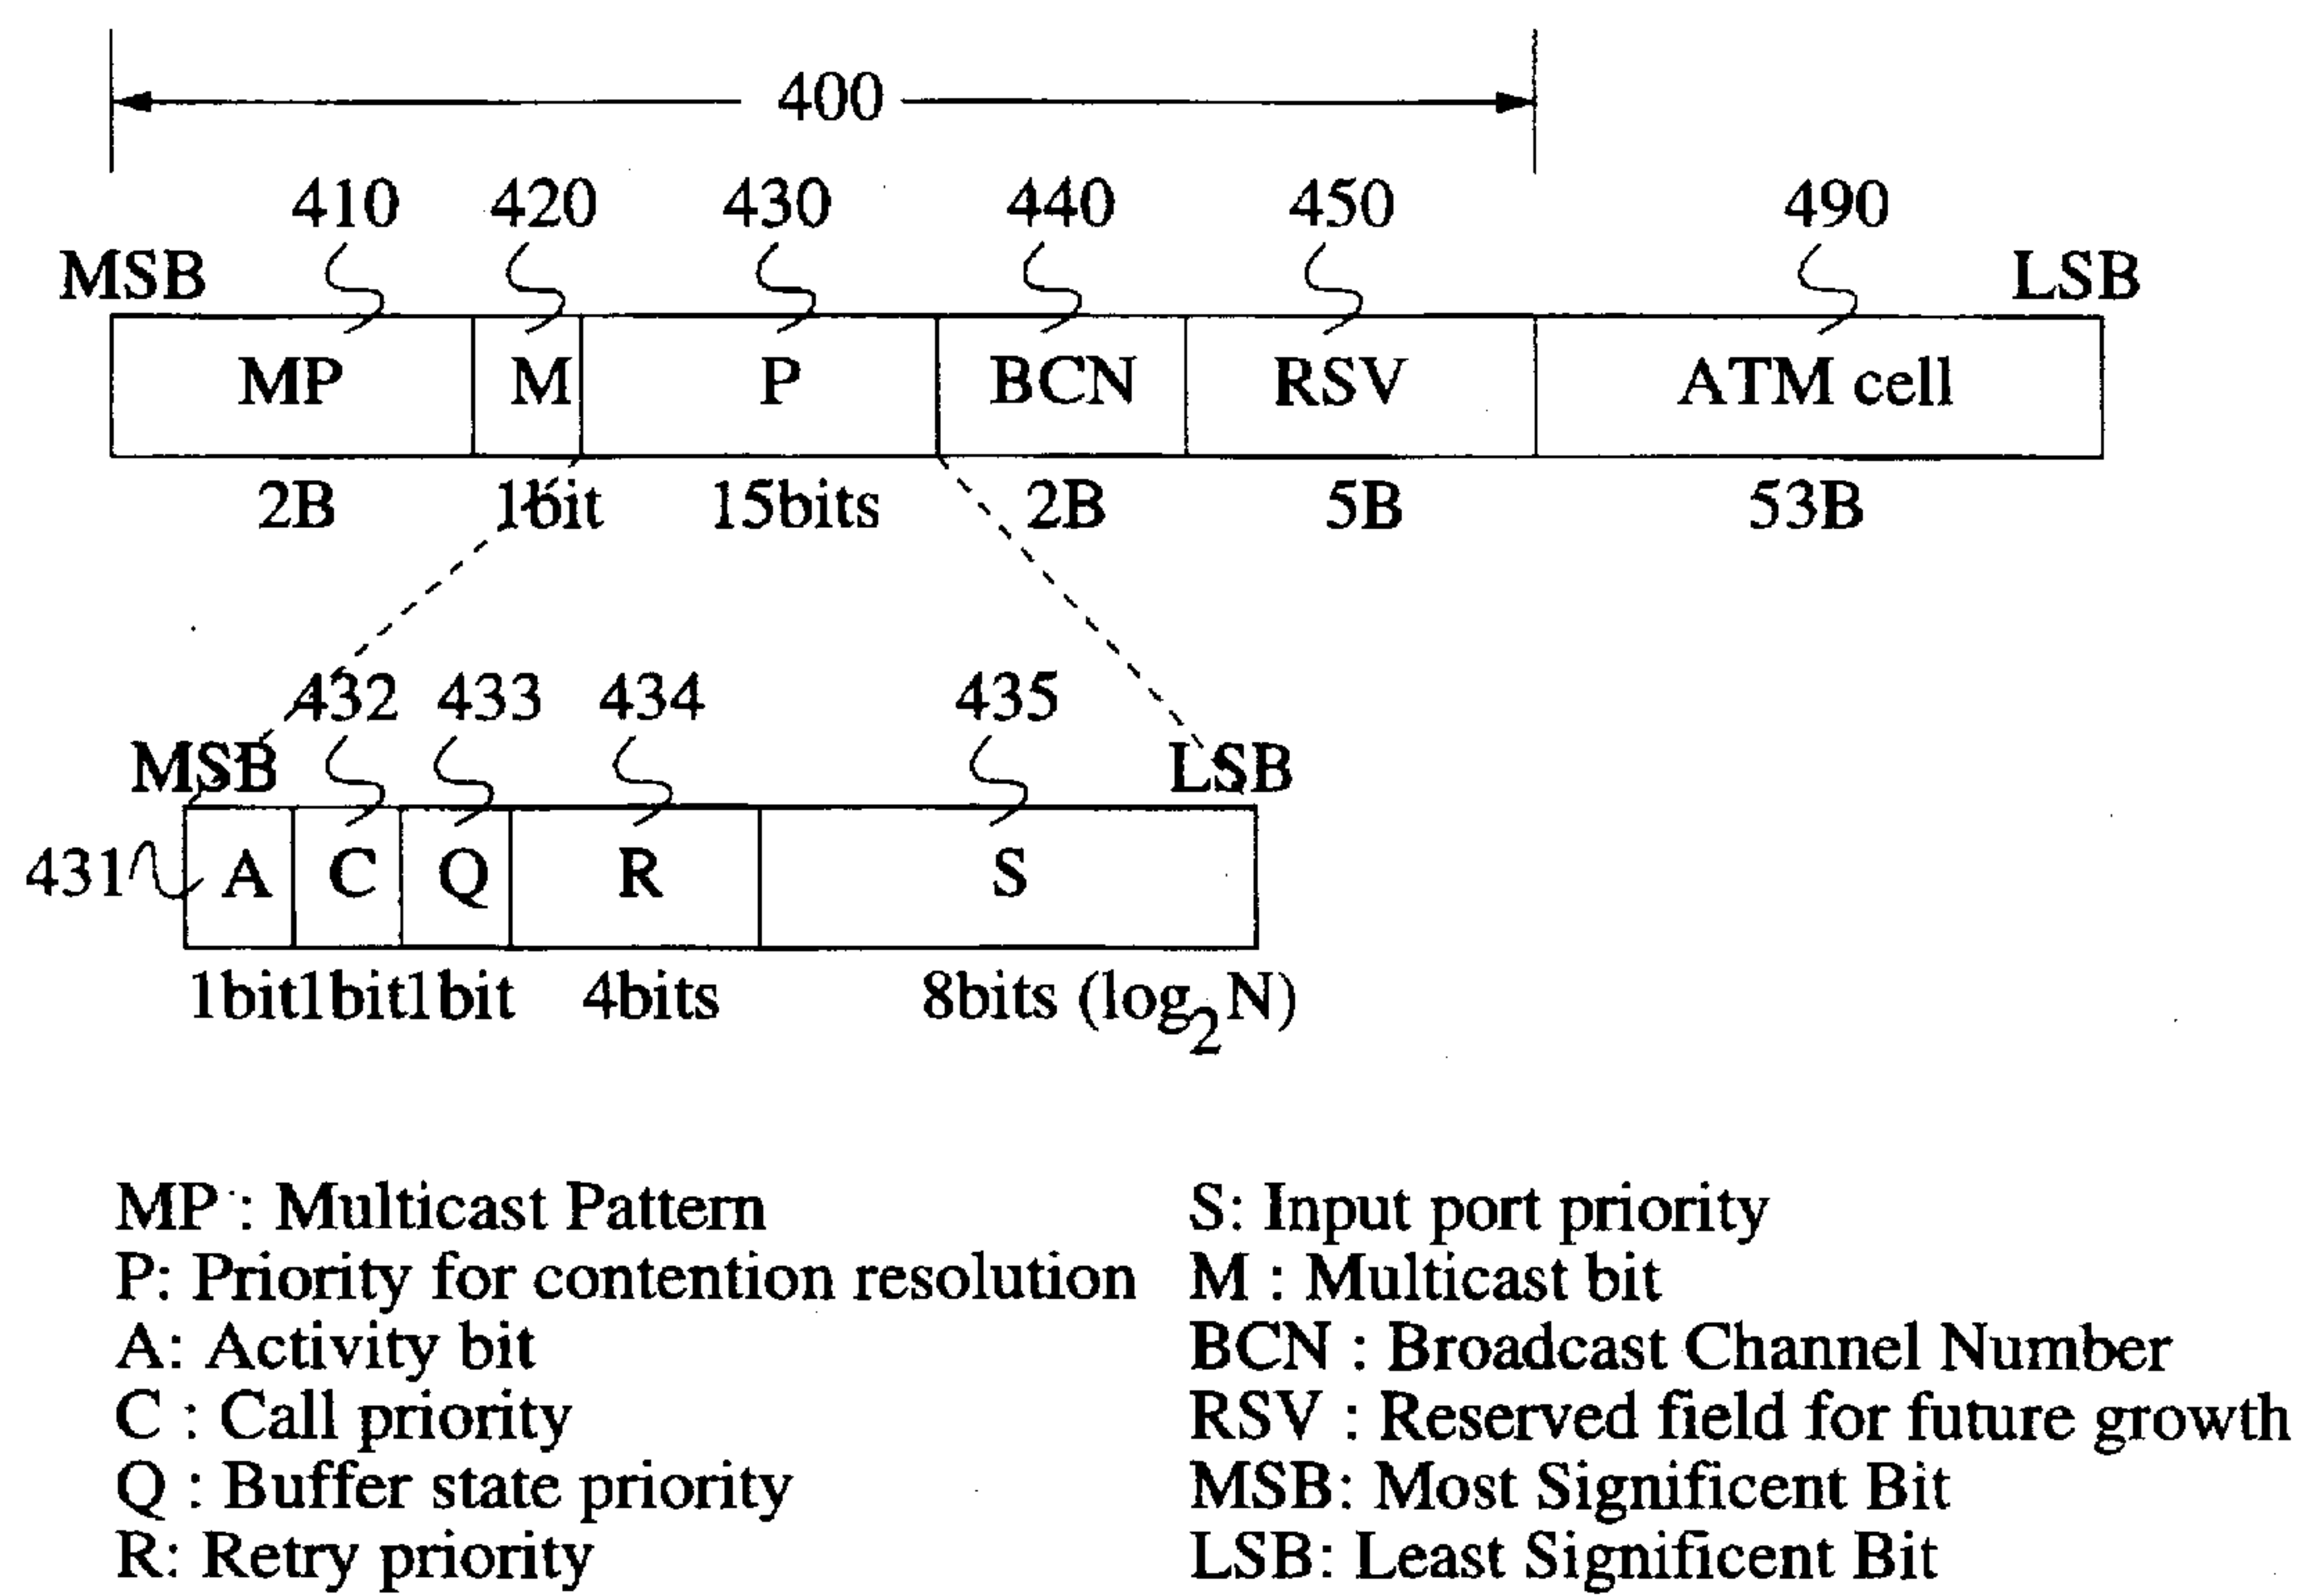 400
410 420 430 440 450 490
MSB LSB
MP M P BCN RSV ATM cell
2B 1bit 15bits 2B 5B 53B
432 433 434 435
MSB LSB
431 A C Q R S
1bit1bit1bit 4bits 8bits (log2N)
MP : Multicast Pattern
P: Priority for contention resolution
A: Activity bit
C : Call priority
Q : Buffer state priority
R: Retry priority
S: Input port priority
M : Multicast bit
BCN : Broadcast Channel Number
RSV : Reserved field for future growth
MSB: Most Significent Bit
LSB: Least Significent Bit